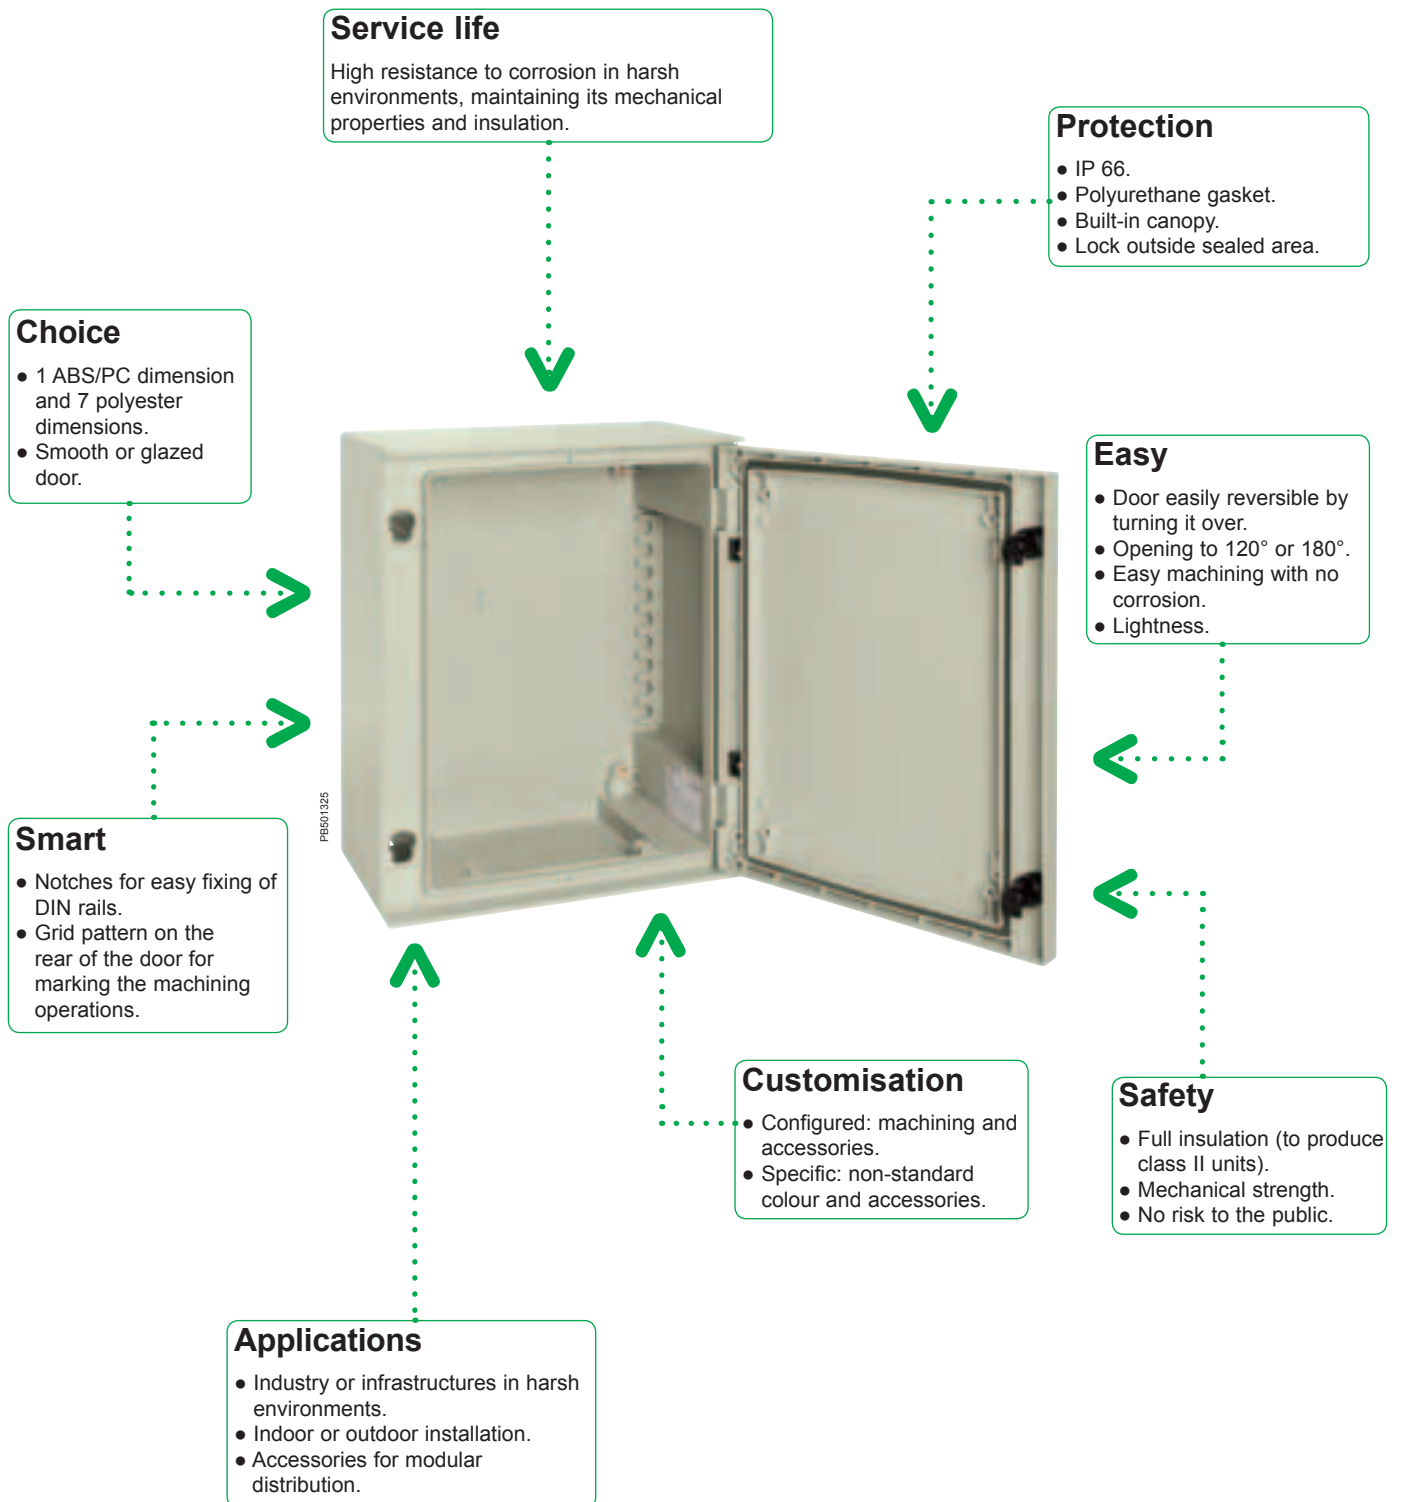 Service life
High resistance to corrosion in harsh
environments, maintaining its mechanical
properties and insulation.
Protection
● IP 66.
● Polyurethane gasket.
● Built-in canopy.
● Lock outside sealed area.
Choice
● 1 ABS/PC dimension
and 7 polyester
dimensions.
● Smooth or glazed
door.
Easy
● Door easily reversible by
turning it over.
● Opening to 120° or 180°.
● Easy machining with no
corrosion.
● Lightness.
PB501325
Smart
● Notches for easy fixing of
DIN rails.
● Grid pattern on the
rear of the door for
marking the machining
operations.
Customisation
● Configured: machining and
accessories.
● Specific: non-standard
colour and accessories.
Safety
● Full insulation (to produce
class II units).
● Mechanical strength.
● No risk to the public.
Applications
● Industry or infrastructures in harsh
environments.
● Indoor or outdoor installation.
● Accessories for modular
distribution.